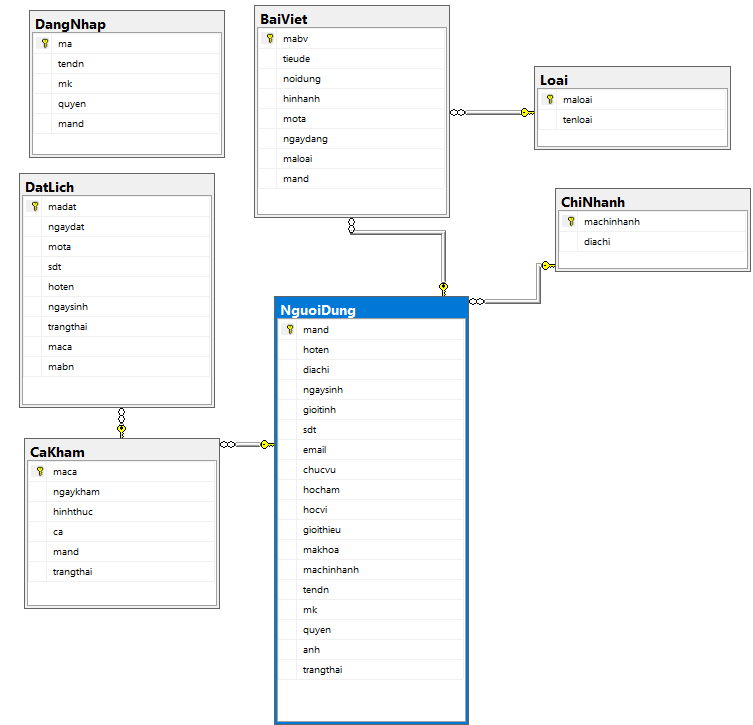 DangNhap
ma
tendn
mk
quyen
mand
BaiViet
mabv
tieude
noidung
hinhanh
mota
ngaydang
maloai
mand
Loai
maloai
tenloai
DatLich
madat
ngaydat
mota
sdt
hoten
ngaysinh
trangthai
maca
mabn
ChiNhanh
machinhanh
diachi
NguoiDung
mand
hoten
diachi
ngaysinh
gioitinh
sdt
email
chucvu
hocham
hocvi
gioithieu
makhoa
machinhanh
tendn
mk
quyen
anh
trangthai
CaKham
maca
ngaykham
hinhthuc
ca
mand
trangthai